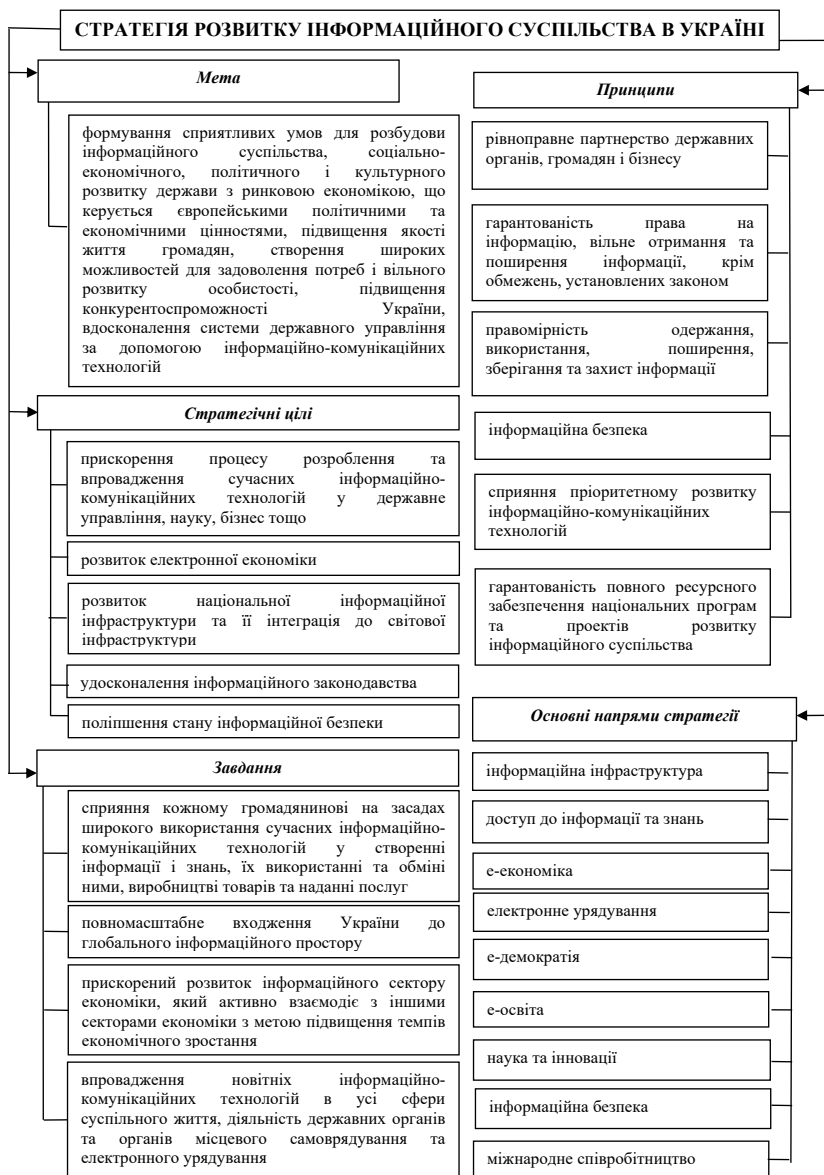 СТРАТЕГІЯ РОЗВИТКУ ІНФОРМАЦІЙНОГО СУСПІЛЬСТВА В УКРАЇНІ
Мета
формування сприятливих умов для розбудови
інформаційного суспільства, соціально-
економічного, політичного і культурного
розвитку держави з ринковою економікою, що
керується європейськими політичними та
економічними цінностями, підвищення якості
життя громадян, створення широких
можливостей для задоволення потреб і вільного
розвитку особистості, підвищення
конкурентоспроможності України,
вдосконалення системи державного управління
за допомогою інформаційно-комунікаційних
технологій
Стратегічні цілі
прискорення процесу розроблення та
впровадження сучасних інформаційно-
комунікаційних технологій у державне
управління, науку, бізнес тощо
розвиток електронної економіки
розвиток національної інформаційної
інфраструктури та її інтеграція до світової
інфраструктури
удосконалення інформаційного законодавства
поліпшення стану інформаційної безпеки
Завдання
сприяння кожному громадянинові на засадах
широкого використання сучасних інформаційно-
комунікаційних технологій у створенні
інформації і знань, їх використанні та обміні
ними, виробництві товарів та наданні послуг
повномасштабне входження України до
глобального інформаційного простору
прискорений розвиток інформаційного сектору
економіки, який активно взаємодіє з іншими
секторами економіки з метою підвищення темпів
економічного зростання
впровадження новітніх інформаційно-
комунікаційних технологій в усі сфери
суспільного життя, діяльність державних органів
та органів місцевого самоврядування та
електронного урядування
Принципи
рівноправне партнерство державних
органів, громадян і бізнесу
гарантованість права на
інформацію, вільне отримання та
поширення інформації, крім
обмежень, установлених законом
правомірність одержання,
використання, поширення,
зберігання та захист інформації
інформаційна безпека
сприяння пріоритетному розвитку
інформаційно-комунікаційних
технологій
гарантованість повного ресурсного
забезпечення національних програм
та проектів розвитку
інформаційного суспільства
Основні напрями стратегії
інформаційна інфраструктура
доступ до інформації та знань
е-економіка
електронне урядування
е-демократія
е-освіта
наука та інновації
інформаційна безпека
міжнародне співробітництво